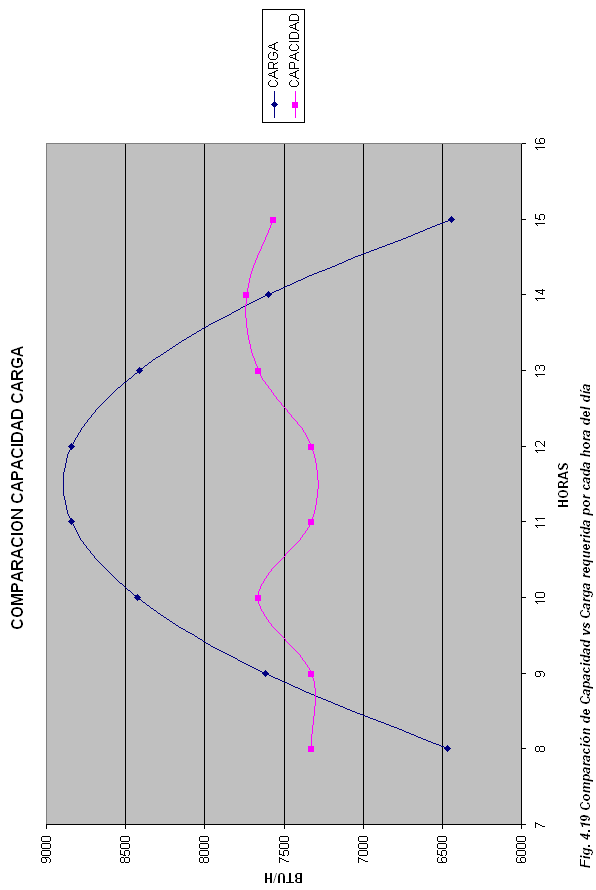 COMPARACION CAPACIDAD CARGA
BTU/H
9000
8500
8000
7500
7000
6500
6000
7
8
9
10
11
12
13
14
15
16
HORAS
CARGA
CAPACIDAD
Fig. 4.19 Comparación de Capacidad vs Carga requerida por cada hora del día